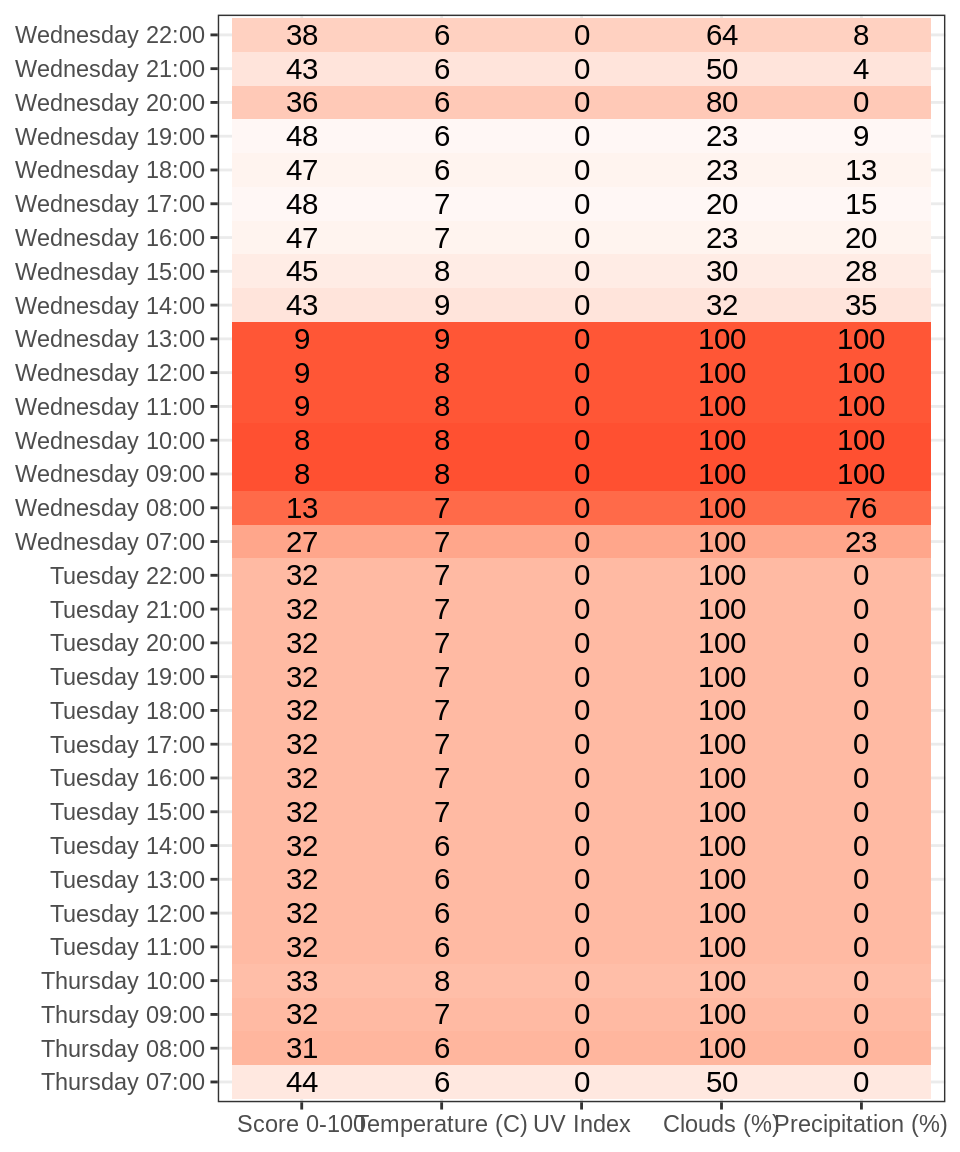 Wednesday 22:00 38 6 0 64 8
Wednesday 21:00 43 6 0 50 4
Wednesday 20:00 36 6 0 80 0
Wednesday 19:00 48 6 0 23 9
Wednesday 18:00 47 6 0 23 13
Wednesday 17:00 48 7 0 20 15
Wednesday 16:00 47 7 0 23 20
Wednesday 15:00 45 8 0 30 28
Wednesday 14:00 43 9 0 32 35
Wednesday 13:00 9 9 0 100 100
Wednesday 12:00 9 8 0 100 100
Wednesday 11:00 9 8 0 100 100
Wednesday 10:00 8 8 0 100 100
Wednesday 09:00 8 8 0 100 100
Wednesday 08:00 13 7 0 100 76
Wednesday 07:00 27 7 0 100 23
Tuesday 22:00 32 7 0 100 0
Tuesday 21:00 32 7 0 100 0
Tuesday 20:00 32 7 0 100 0
Tuesday 19:00 32 7 0 100 0
Tuesday 18:00 32 7 0 100 0
Tuesday 17:00 32 7 0 100 0
Tuesday 16:00 32 7 0 100 0
Tuesday 15:00 32 7 0 100 0
Tuesday 14:00 32 6 0 100 0
Tuesday 13:00 32 6 0 100 0
Tuesday 12:00 32 6 0 100 0
Tuesday 11:00 32 6 0 100 0
Thursday 10:00 33 8 0 100 0
Thursday 09:00 32 7 0 100 0
Thursday 08:00 31 6 0 100 0
Thursday 07:00 44 6 0 50 0
Score 0-100 Temperature (C) UV Index Clouds (%) Precipitation (%)